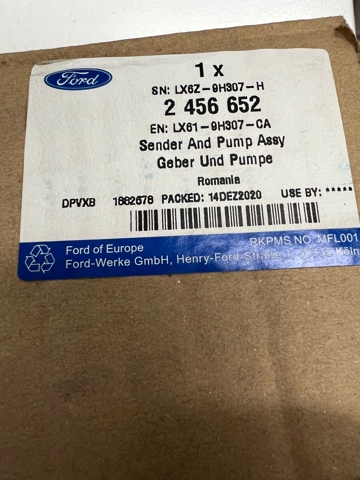 Ford
1 x
SN: LX6Z-9H307-H
2 456 652
EN: LX61-9H307-CA
Sender And Pump Assy
Geber Und Pumpe
Romania
DPVXB 1662676 PACKED: 14DEZ2020 USE BY: *****
Ford of Europe RKPMS NO. MFL001
Ford-Werke GmbH, Henry-Ford-Straße Köln